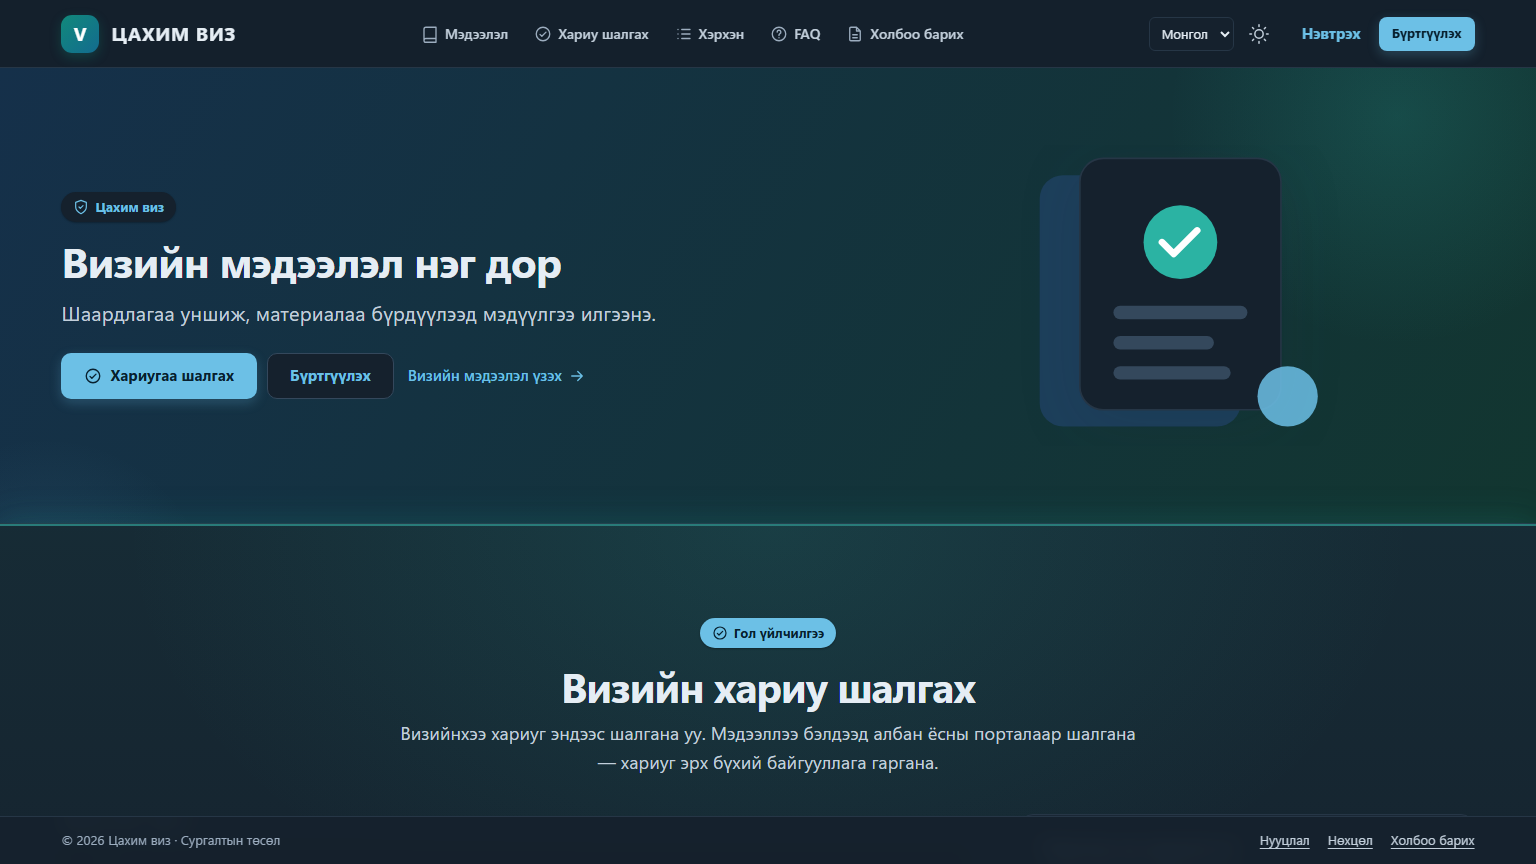 V ЦАХИМ ВИЗ
Мэдээлэл
Хариу шалгах
Хэрхэн
FAQ
Холбоо барих
Монгол
Нэвтрэх
Бүртгүүлэх
Цахим виз
Визийн мэдээлэл нэг дор
Шаардлагаа уншиж, материалаа бүрдүүлээд мэдүүлгээ илгээнэ.
Хариугаа шалгах
Бүртгүүлэх
Визийн мэдээлэл үзэх →
Гол үйлчилгээ
Визийн хариу шалгах
Визийнхээ хариуг эндээс шалгана уу. Мэдээллээ бэлдээд албан ёсны порталаар шалгана
— хариуг эрх бүхий байгууллага гаргана.
© 2026 Цахим виз · Сургалтын төсөл
Нууцлал
Нөхцөл
Холбоо барих